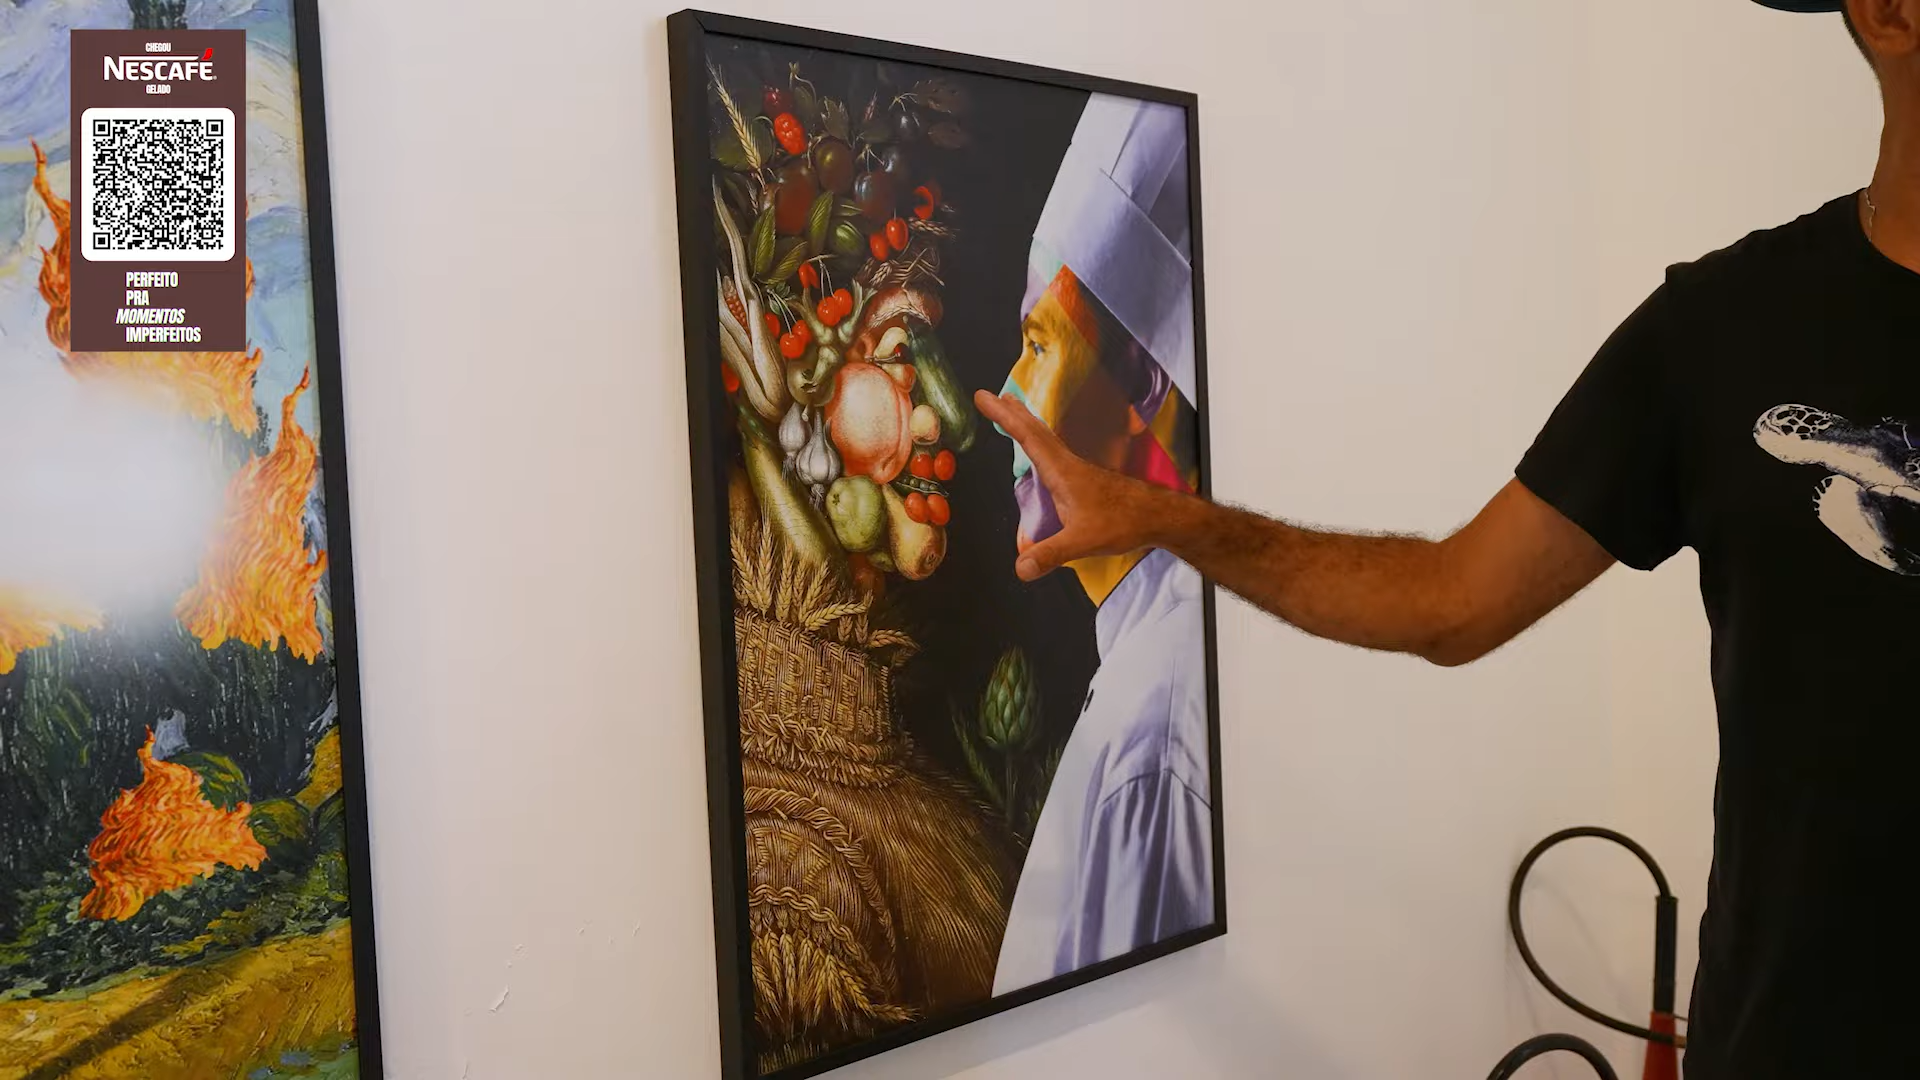 CHEGOU
NESCAFÉ
GELADO
PERFEITO
PRA
MOMENTOS
IMPERFEITOS